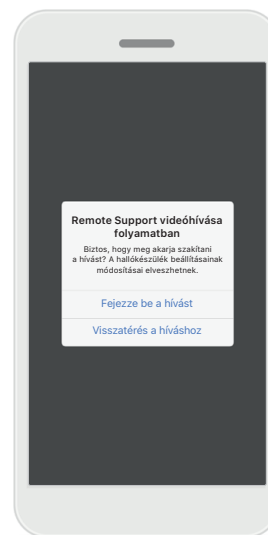 Remote Support videóhívása
folyamatban
Biztos, hogy meg akarja szakítani
a hívást? A hallókészülék beállításainak
módosításai elveszhetnek.
Fejezze be a hívást
Visszatérés a híváshoz